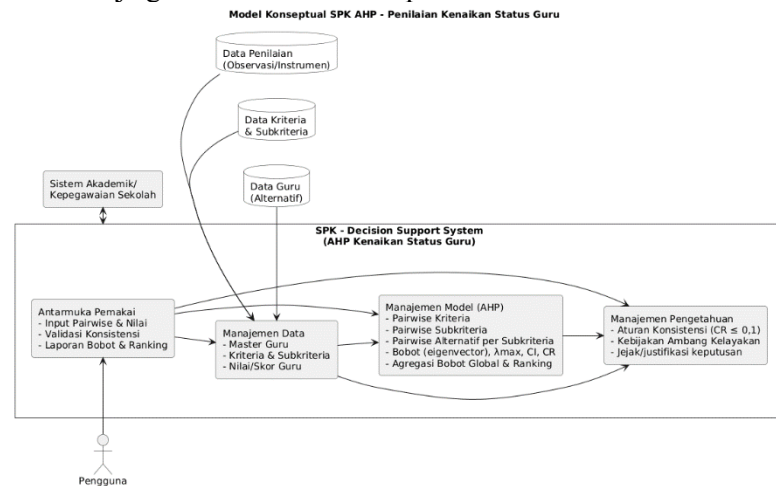 Model Konseptual SPK AHP - Penilaian Kenaikan Status Guru
Data Penilaian
(Observasi/Instrumen)
Data Kriteria
& Subkriteria
Data Guru
(Alternatif)
Sistem Akademik/
Kepegawaian Sekolah
SPK - Decision Support System
(AHP Kenaikan Status Guru)
Antarmuka Pemakai
- Input Pairwise & Nilai
- Validasi Konsistensi
- Laporan Bobot & Ranking
Manajemen Data
- Master Guru
- Kriteria & Subkriteria
- Nilai/Skor Guru
Manajemen Model (AHP)
- Pairwise Kriteria
- Pairwise Subkriteria
- Pairwise Alternatif per Subkriteria
- Bobot (eigenvector), λmax, CI, CR
- Agregasi Bobot Global & Ranking
Manajemen Pengetahuan
- Aturan Konsistensi (CR ≤ 0,1)
- Kebijakan Ambang Kelayakan
- Jejak/justifikasi keputusan
Pengguna